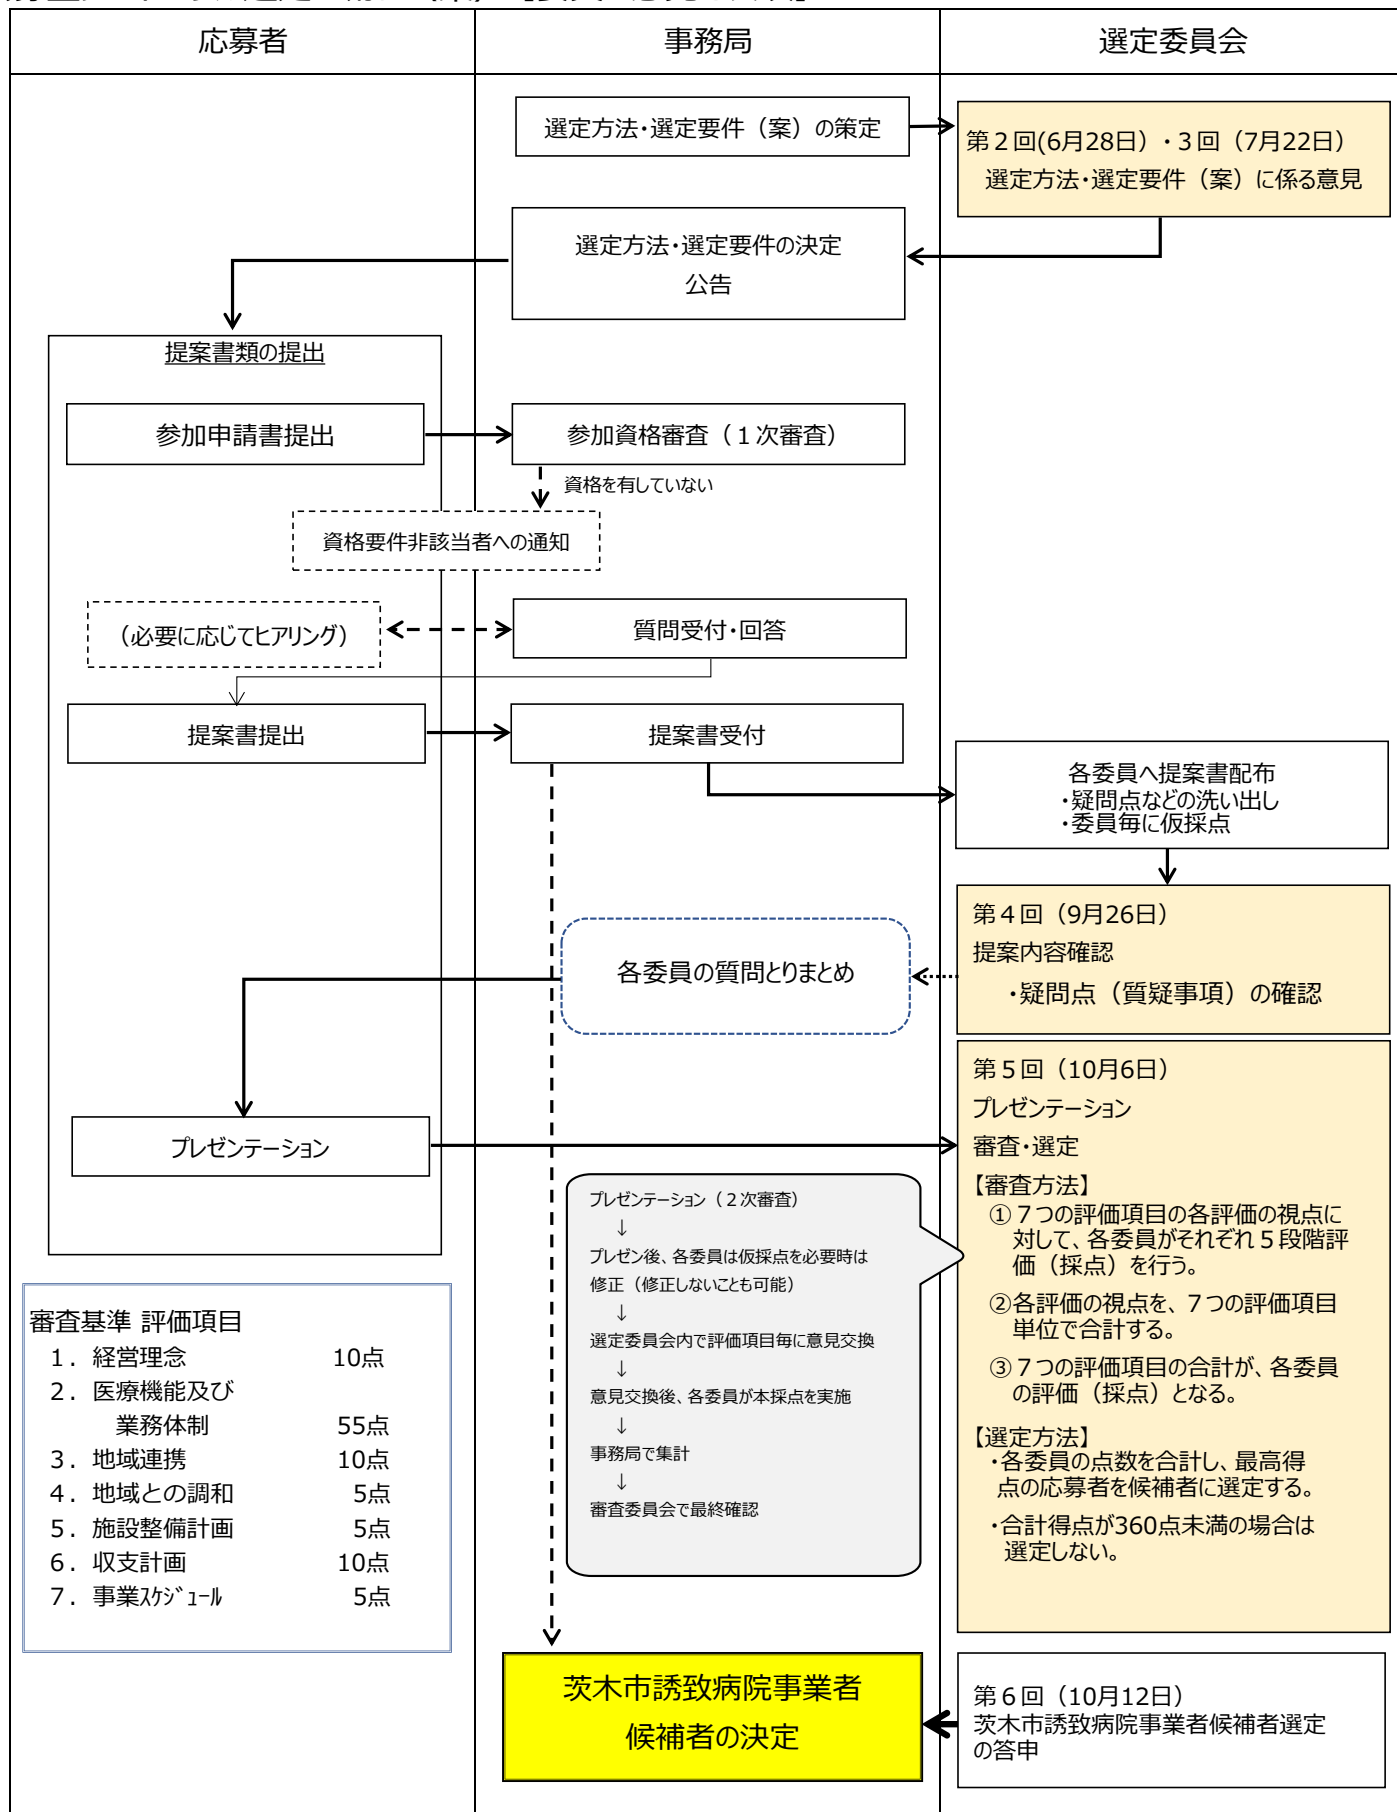 応募者
事務局
選定委員会
選定方法・選定要件（案）の策定
第２回(6月28日）・３回（7月22日）
選定方法・選定要件（案）に係る意見
選定方法・選定要件の決定
公告
提案書類の提出
参加申請書提出
参加資格審査（１次審査）
資格を有していない
資格要件非該当者への通知
（必要に応じてヒアリング）
質問受付・回答
提案書提出
提案書受付
各委員へ提案書配布
・疑問点などの洗い出し
・委員毎に仮採点
第４回（9月26日）
提案内容確認
・疑問点（質疑事項）の確認
各委員の質問とりまとめ
第５回（10月6日）
プレゼンテーション
審査・選定
【審査方法】
①７つの評価項目の各評価の視点に
対して、各委員がそれぞれ５段階評
価（採点）を行う。
②各評価の視点を、７つの評価項目
単位で合計する。
③７つの評価項目の合計が、各委員
の評価（採点）となる。
【選定方法】
・各委員の点数を合計し、最高得
点の応募者を候補者に選定する。
・合計得点が360点未満の場合は
選定しない。
プレゼンテーション
プレゼンテーション（２次審査）
↓
プレゼン後、各委員は仮採点を必要時は
修正（修正しないことも可能）
↓
選定委員会内で評価項目毎に意見交換
↓
意見交換後、各委員が本採点を実施
↓
事務局で集計
↓
審査委員会で最終確認
審査基準 評価項目
１．経営理念 10点
２．医療機能及び
業務体制 55点
３．地域連携 10点
４．地域との調和 5点
５．施設整備計画 5点
６．収支計画 10点
７．事業ｽｹｼﾞｭｰﾙ 5点
茨木市誘致病院事業者
候補者の決定
第６回（10月12日）
茨木市誘致病院事業者候補者選定
の答申